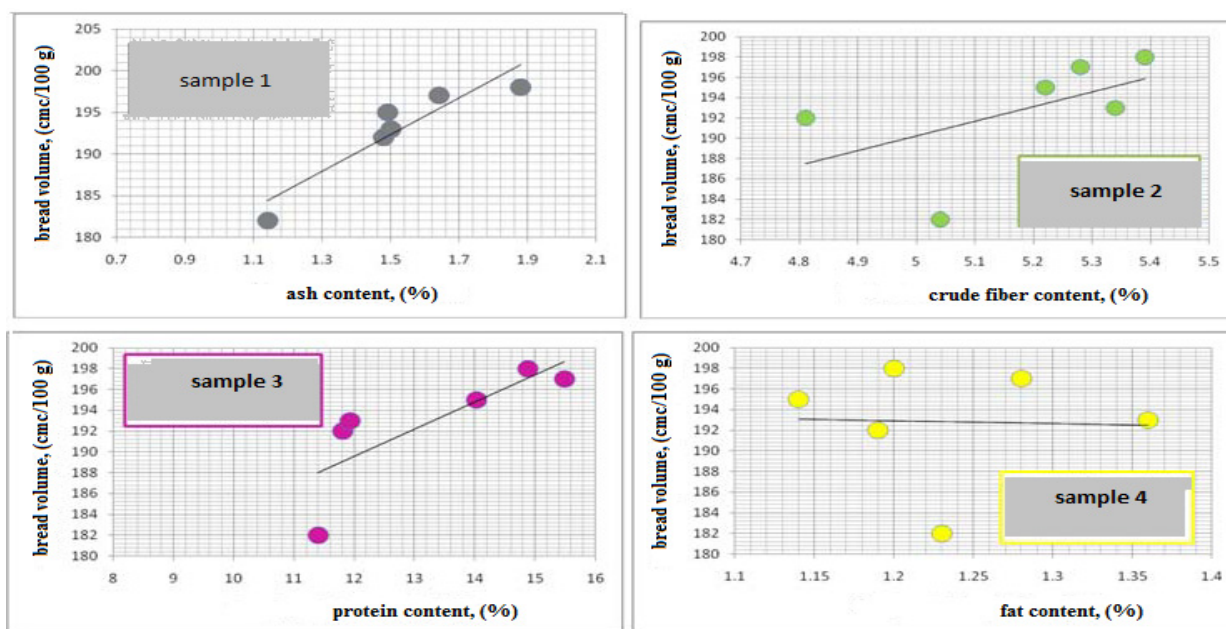 bread volume, (cmc/100 g)
205
200
195
190
185
180
sample 1
0.7 0.9 1.1 1.3 1.5 1.7 1.9 2.1
ash content, (%)
bread volume, (cmc/100 g)
200
198
196
194
192
190
188
186
184
182
180
sample 2
4.7 4.8 4.9 5 5.1 5.2 5.3 5.4 5.5
crude fiber content, (%)
bread volume, (cmc/100 g)
200
198
196
194
192
190
188
186
184
182
180
sample 3
8 9 10 11 12 13 14 15 16
protein content, (%)
bread volume, (cmc/100 g)
200
198
196
194
192
190
188
186
184
182
180
sample 4
1.1 1.15 1.2 1.25 1.3 1.35 1.4
fat content, (%)